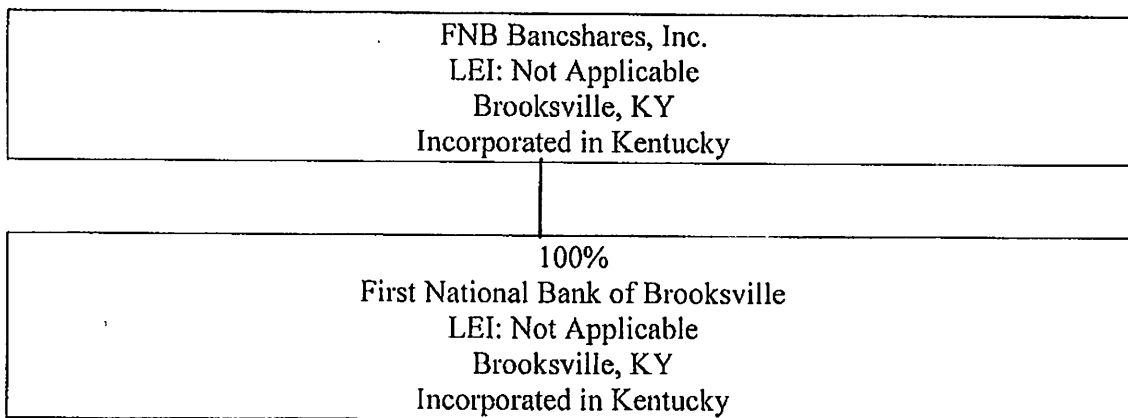 FNB Bancshares, Inc.
LEI: Not Applicable
Brooksville, KY
Incorporated in Kentucky
100%
First National Bank of Brooksville
LEI: Not Applicable
Brooksville, KY
Incorporated in Kentucky